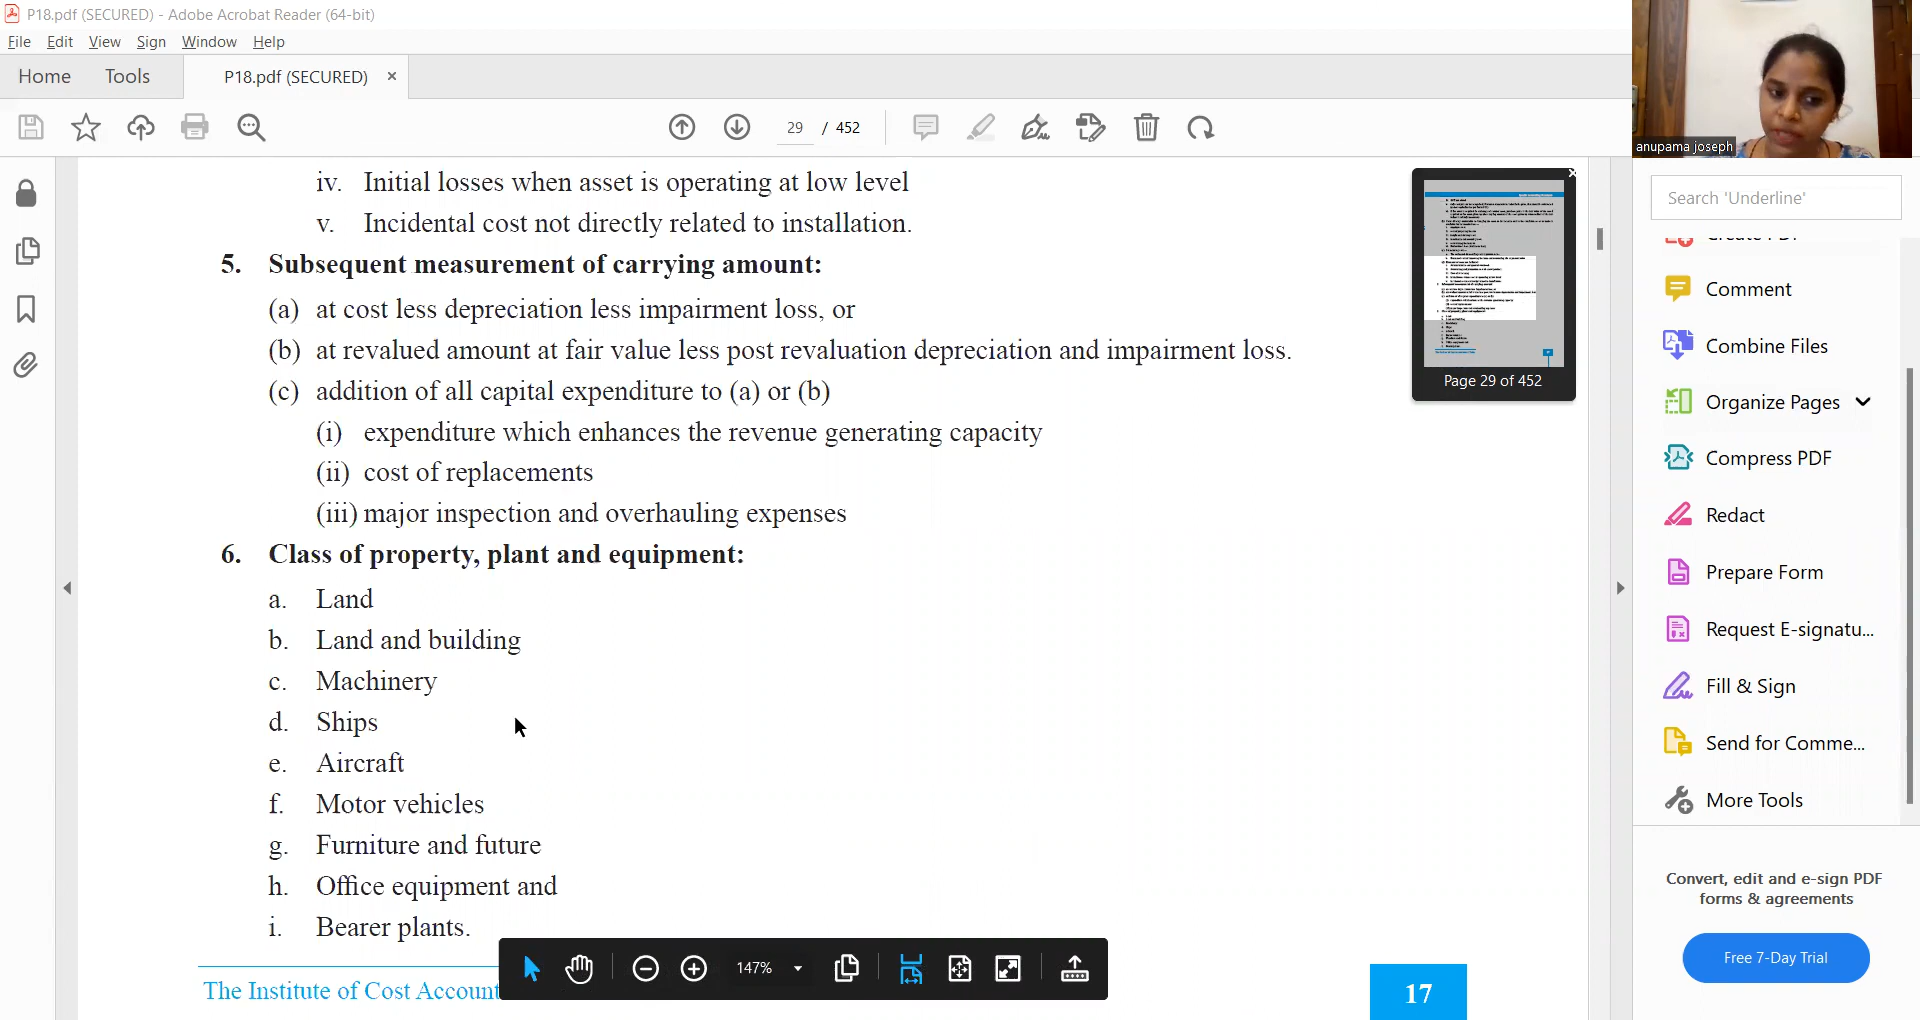 P18.pdf (SECURED) - Adobe Acrobat Reader (64-bit)
File Edit View Sign Window Help
Home Tools P18.pdf (SECURED) ×
29 / 452
iv. Initial losses when asset is operating at low level
v. Incidental cost not directly related to installation.
5. Subsequent measurement of carrying amount:
(a) at cost less depreciation less impairment loss, or
(b) at revalued amount at fair value less post revaluation depreciation and impairment loss.
(c) addition of all capital expenditure to (a) or (b)
(i) expenditure which enhances the revenue generating capacity
(ii) cost of replacements
(iii) major inspection and overhauling expenses
6. Class of property, plant and equipment:
a. Land
b. Land and building
c. Machinery
d. Ships
e. Aircraft
f. Motor vehicles
g. Furniture and future
h. Office equipment and
i. Bearer plants.
The Institute of Cost Account
17
147%
Page 29 of 452
anupama joseph
Search 'Underline'
Create PDF
Comment
Combine Files
Organize Pages
Compress PDF
Redact
Prepare Form
Request E-signatu...
Fill & Sign
Send for Comme...
More Tools
Convert, edit and e-sign PDF
forms & agreements
Free 7-Day Trial